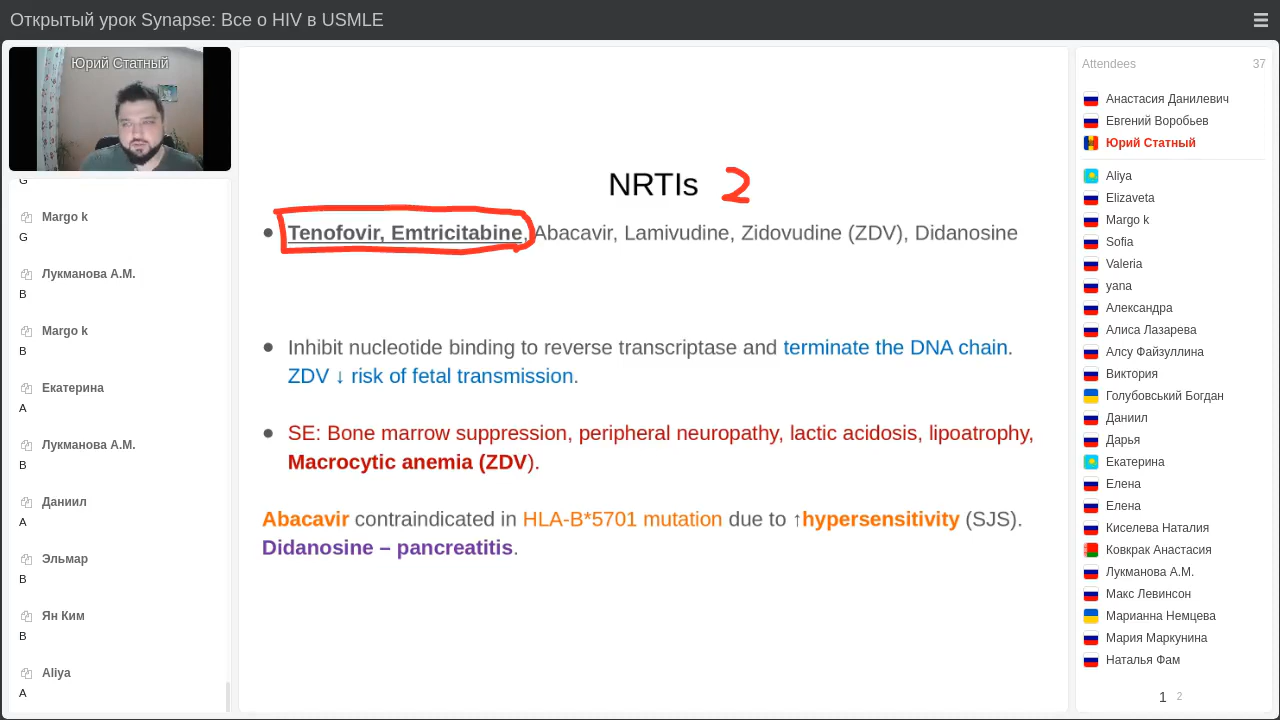 Открытый урок Synapse: Все о HIV в USMLE
Юрий Статный
G
Margo k
G
Лукманова А.М.
B
Margo k
B
Екатерина
A
Лукманова А.М.
B
Даниил
A
Эльмар
B
Ян Ким
B
Aliya
A
NRTIs 2
● Tenofovir, Emtricitabine, Abacavir, Lamivudine, Zidovudine (ZDV), Didanosine
● Inhibit nucleotide binding to reverse transcriptase and terminate the DNA chain.
ZDV ↓ risk of fetal transmission.
● SE: Bone marrow suppression, peripheral neuropathy, lactic acidosis, lipoatrophy,
Macrocytic anemia (ZDV).
Abacavir contraindicated in HLA-B*5701 mutation due to ↑hypersensitivity (SJS).
Didanosine – pancreatitis.
Attendees 37
Анастасия Данилевич
Евгений Воробьев
Юрий Статный
Aliya
Elizaveta
Margo k
Sofia
Valeria
yana
Александра
Алиса Лазарева
Алсу Файзуллина
Виктория
Голубовський Богдан
Даниил
Дарья
Екатерина
Елена
Елена
Киселева Наталия
Ковкрак Анастасия
Лукманова А.М.
Макс Левинсон
Марианна Немцева
Мария Маркунина
Наталья Фам
1 2